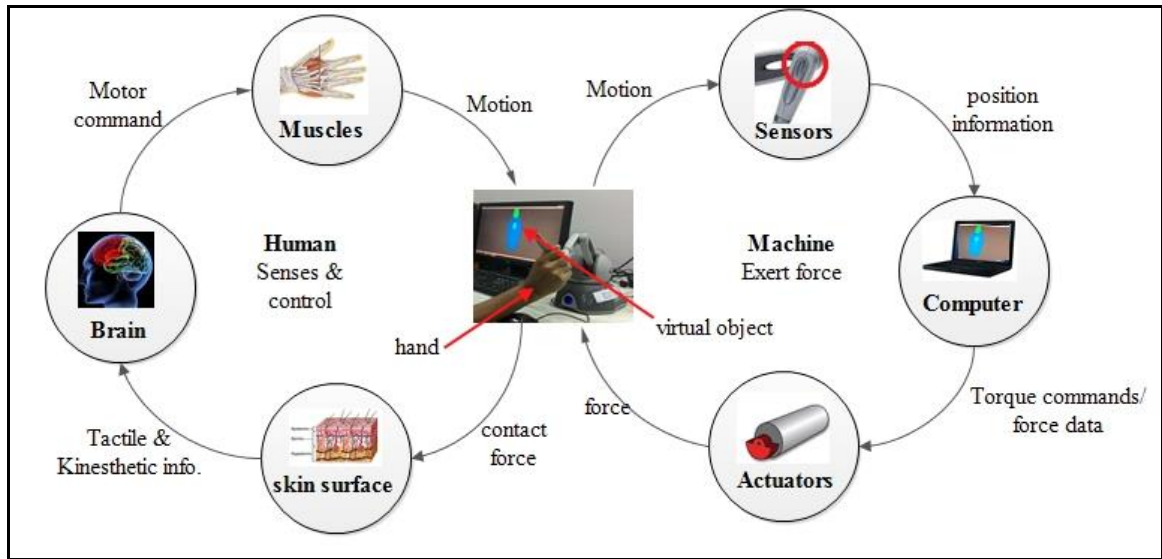 Motor
command
Muscles
Motion
Human
Senses &
control
Brain
hand
Tactile &
Kinesthetic info.
skin surface
contact
force
Motion
Sensors
position
information
Machine
Exert force
Computer
virtual object
force
Actuators
Torque commands/
force data